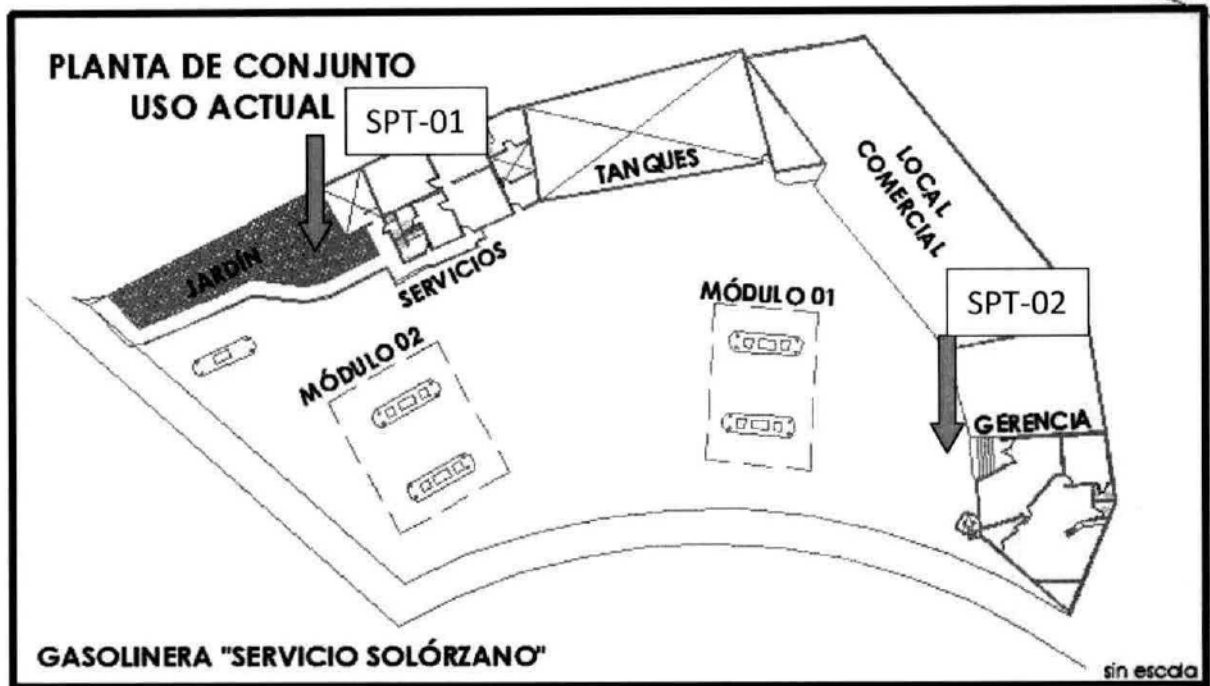 PLANTA DE CONJUNTO
USO ACTUAL
SPT-01
TANQUES
LOCAL
COMERCIAL
JARDÍN
SERVICIOS
MÓDULO 01
SPT-02
MÓDULO 02
GERENCIA
GASOLINERA "SERVICIO SOLÓRZANO"
sin escala